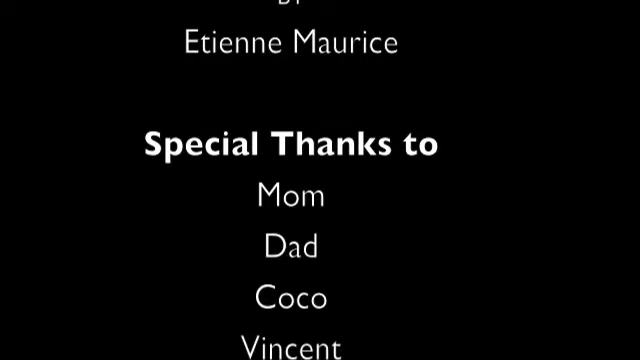 Etienne Maurice
Special Thanks to
Mom
Dad
Coco
Vincent